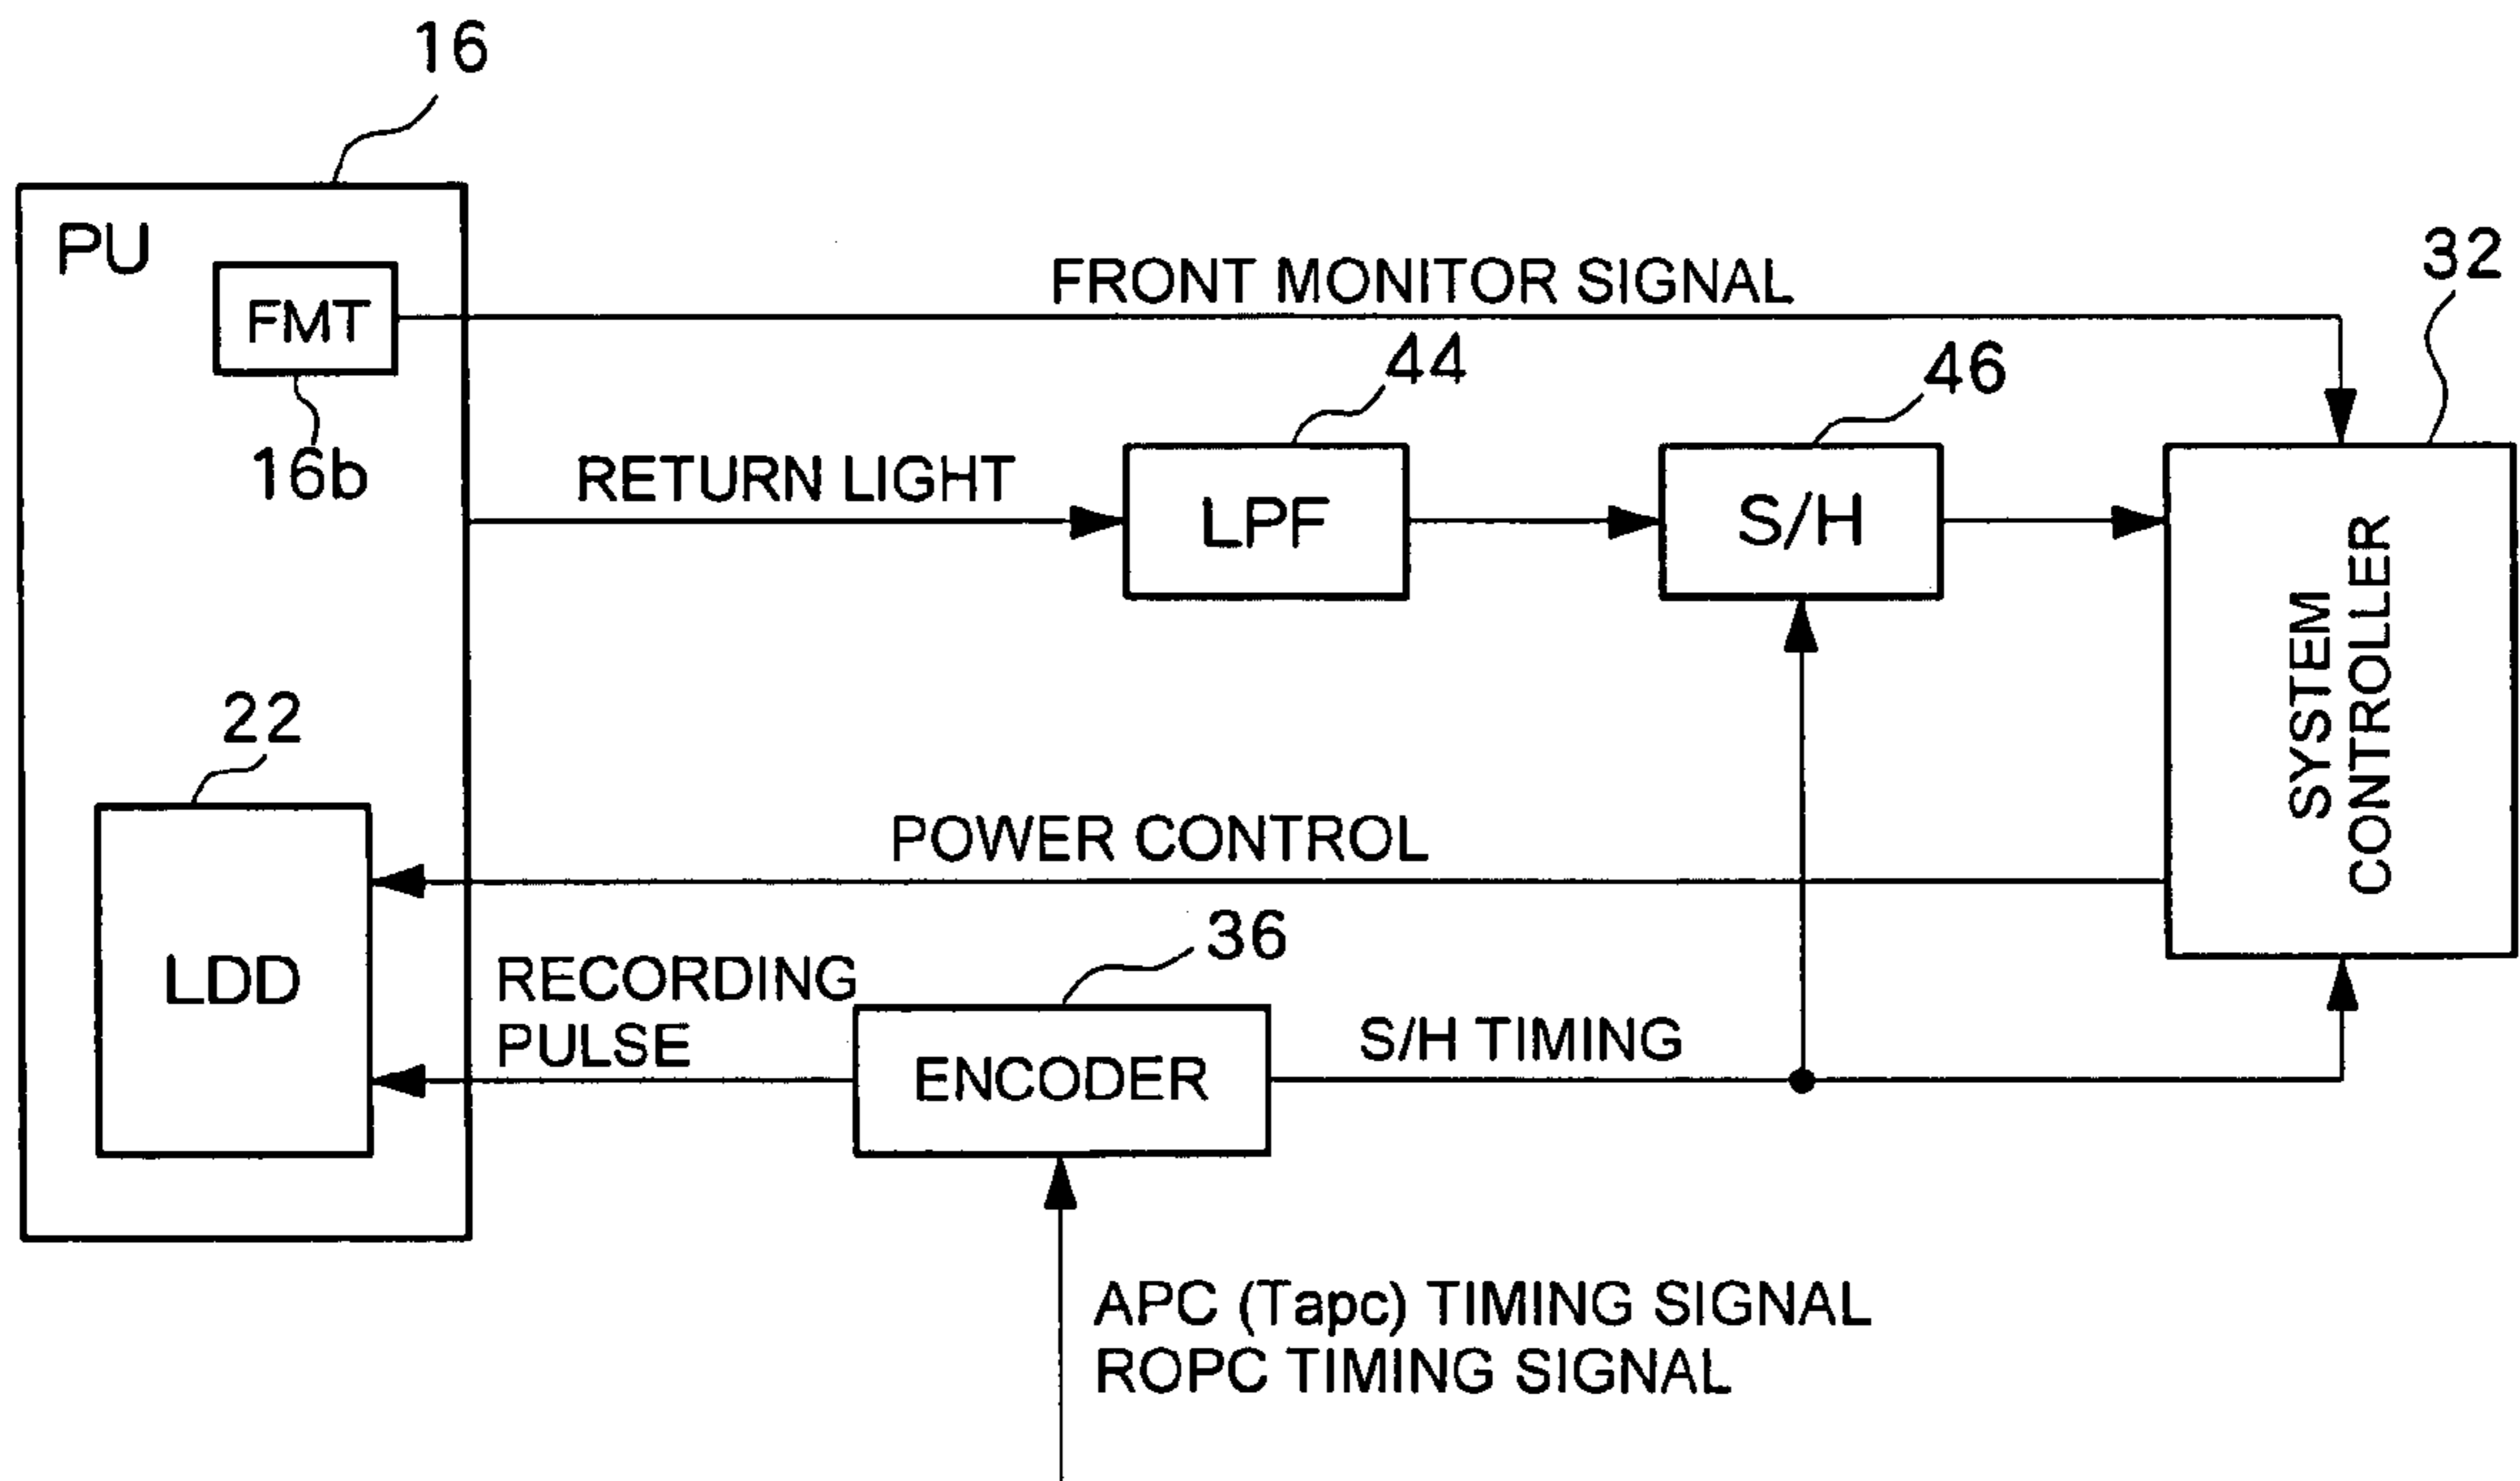 16
PU
FMT
16b
FRONT MONITOR SIGNAL
32
44
46
RETURN LIGHT
LPF
S/H
SYSTEM
CONTROLLER
22
LDD
POWER CONTROL
36
RECORDING
PULSE
ENCODER
S/H TIMING
APC (Tapc) TIMING SIGNAL
ROPC TIMING SIGNAL